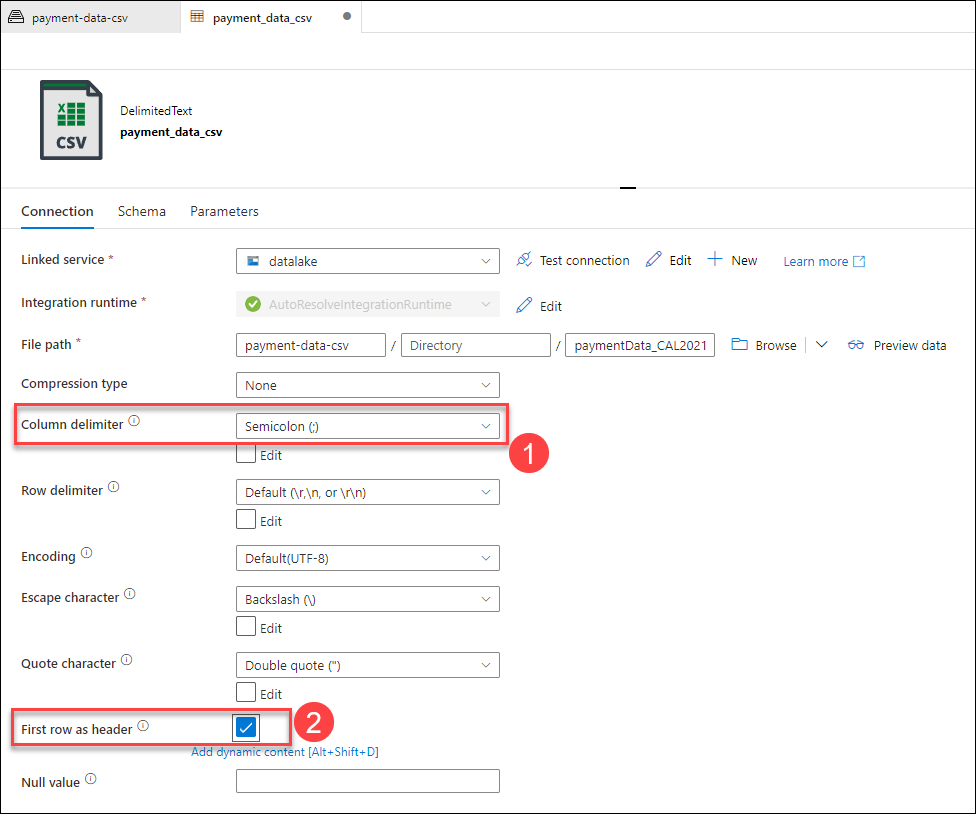 payment-data-csv payment_data_csv
DelimitedText
payment_data_csv
CSV
Connection Schema Parameters
Linked service * datalake Test connection Edit New Learn more
Integration runtime * AutoResolveIntegrationRuntime Edit
File path * payment-data-csv / Directory / paymentData_CAL2021 Browse Preview data
Compression type None
Column delimiter Semicolon (;)
1
Edit
Row delimiter Default (\r,\n, or \r\n)
Edit
Encoding Default(UTF-8)
Escape character Backslash (\)
Edit
Quote character Double quote (")
Edit
First row as header 2
Add dynamic content [Alt+Shift+D]
Null value